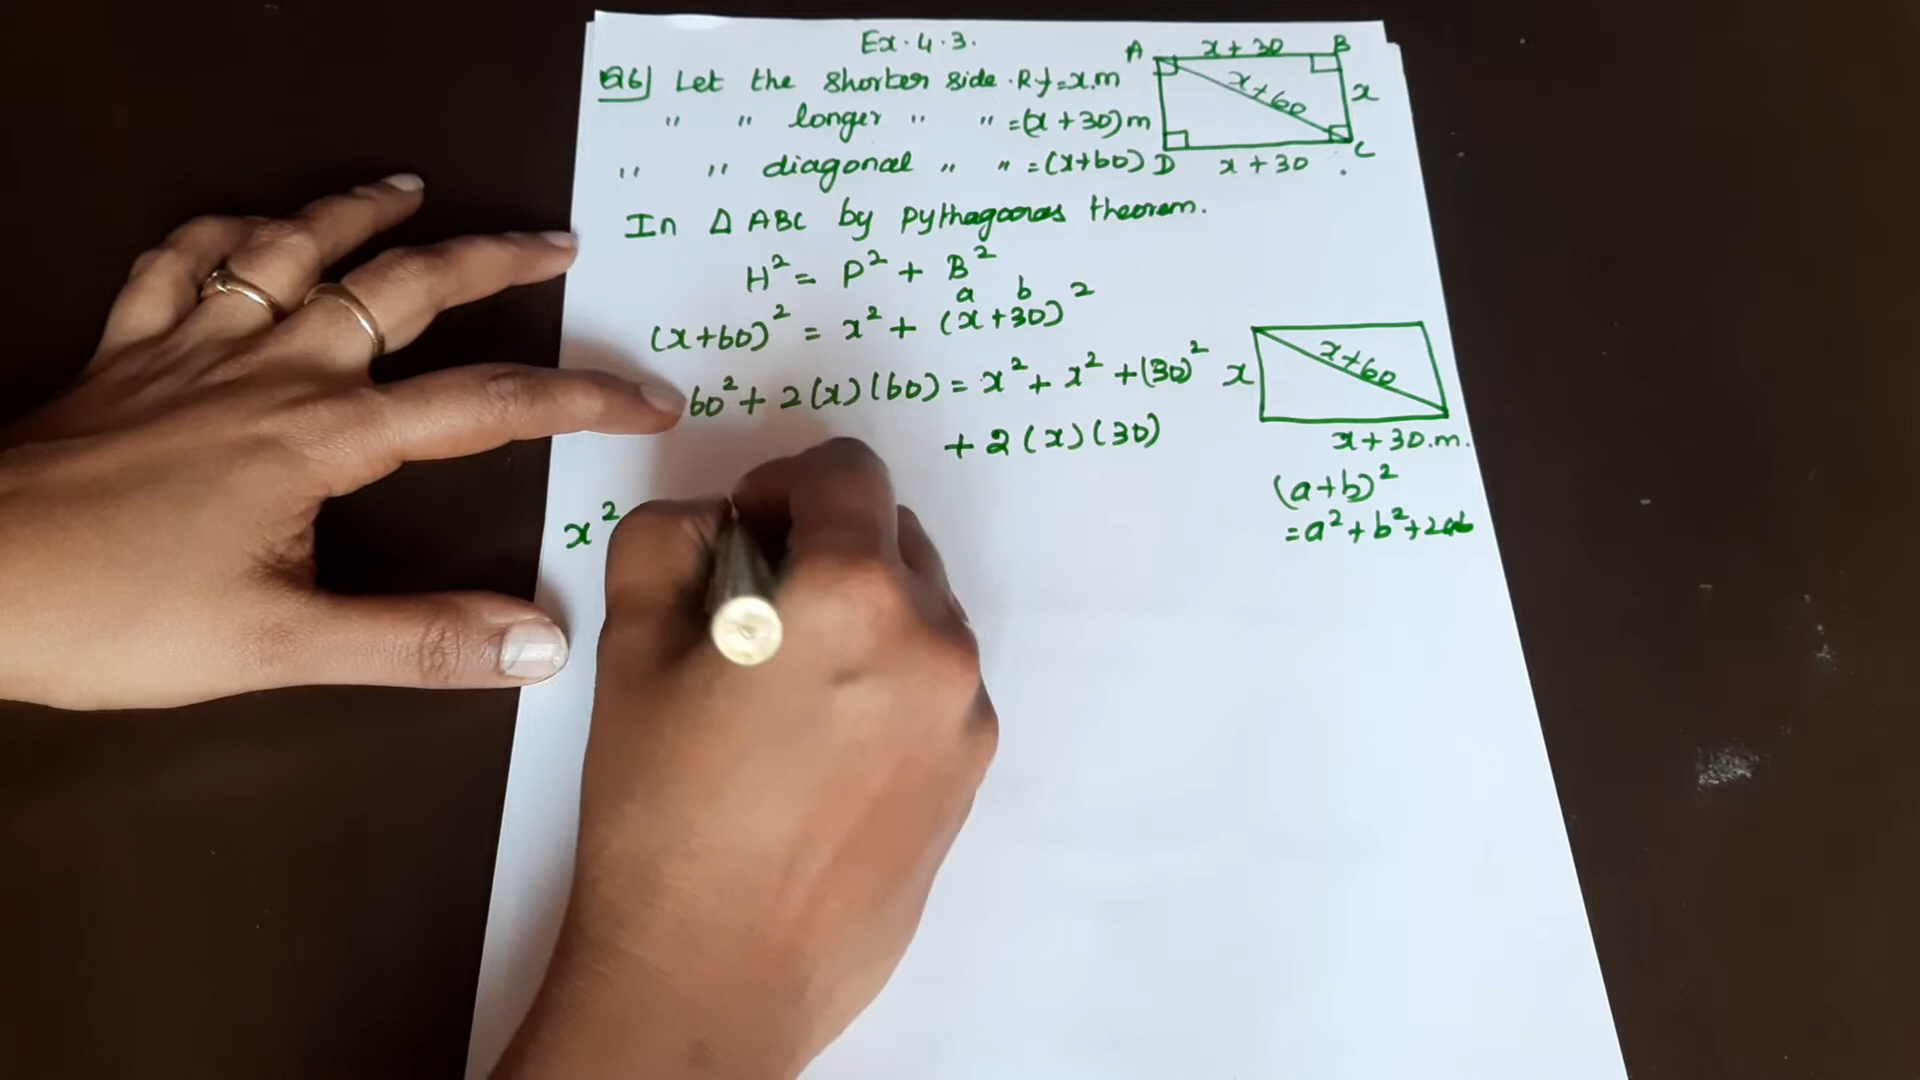 Ex. 4.3.
Q6) Let the shorter side . Rf = x.m
" " longer " " = (x + 30) m
" " diagonal " " = (x+60)
A x + 30 B
x + 60
x
D x + 30 C
In Δ ABC by pythagoras theorem.
H² = P² + B²
a b
(x+60)² = x² + (x+30)²
60² + 2(x)(60) = x² + x² + (30)²
+ 2(x)(30)
x²
x x+60
x+30.m.
(a+b)²
= a² + b² + 2ab